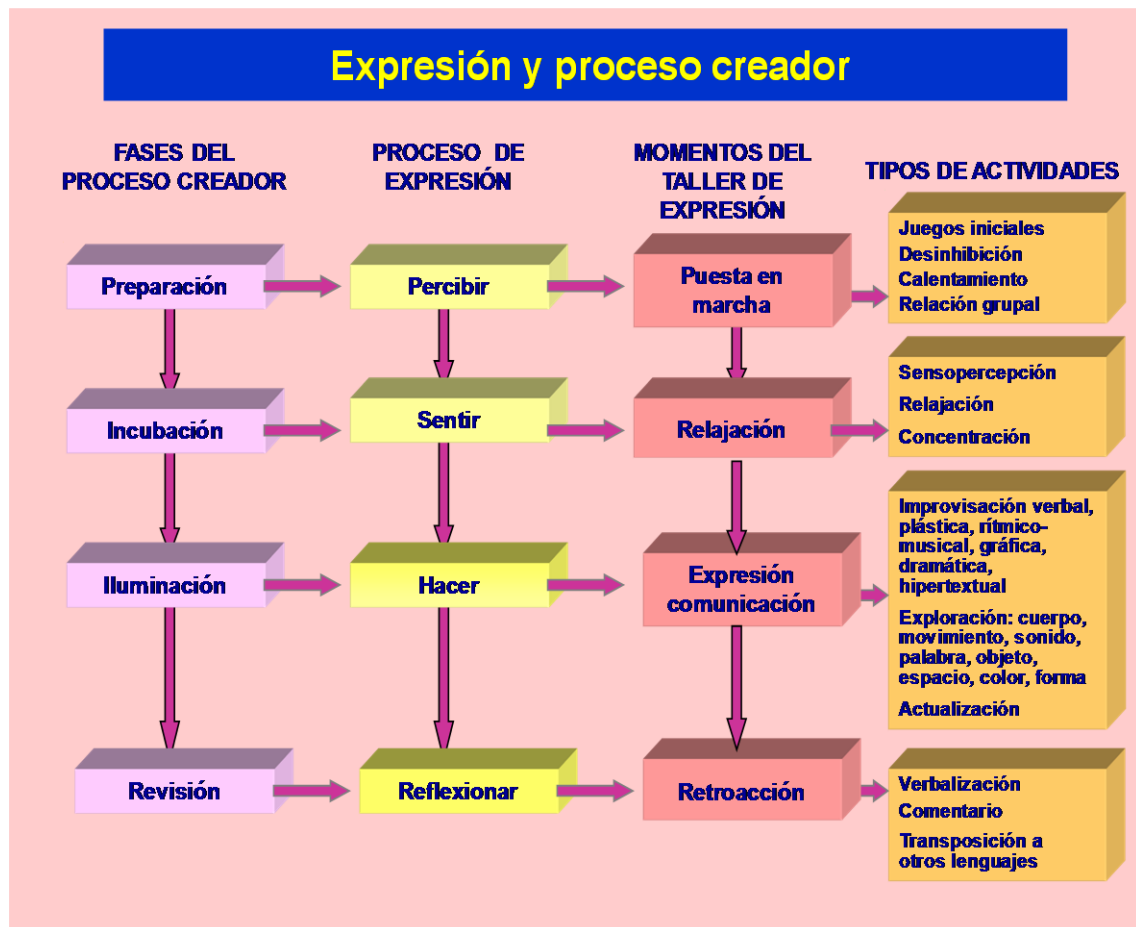 Expresión y proceso creador
FASES DEL
PROCESO CREADOR
PROCESO DE
EXPRESIÓN
MOMENTOS DEL
TALLER DE
EXPRESIÓN
TIPOS DE ACTIVIDADES
Preparación
Percibir
Puesta en
marcha
Juegos iniciales
Desinhibición
Calentamiento
Relación grupal
Incubación
Sentir
Relajación
Sensopercepción
Relajación
Concentración
Iluminación
Hacer
Expresión
comunicación
Improvisación verbal,
plástica, rítmico-
musical, gráfica,
dramática,
hipertextual
Exploración: cuerpo,
movimiento, sonido,
palabra, objeto,
espacio, color, forma
Actualización
Revisión
Reflexionar
Retroacción
Verbalización
Comentario
Transposición a
otros lenguajes